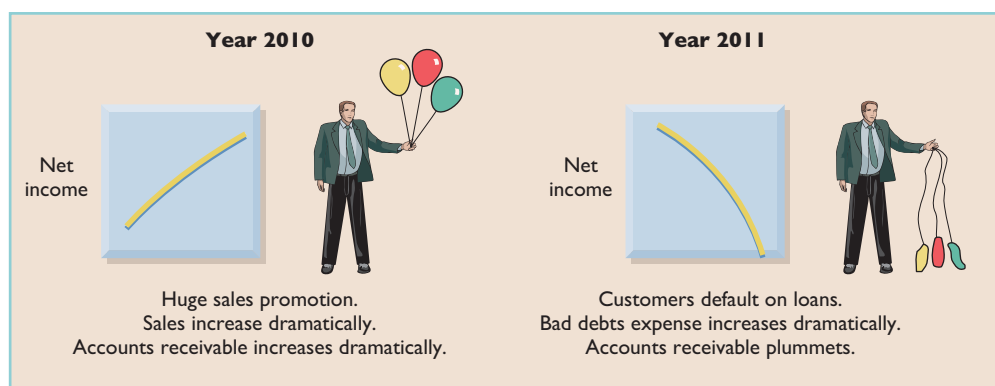 Year 2010
Net
income
Huge sales promotion.
Sales increase dramatically.
Accounts receivable increases dramatically.
Year 2011
Net
income
Customers default on loans.
Bad debts expense increases dramatically.
Accounts receivable plummets.